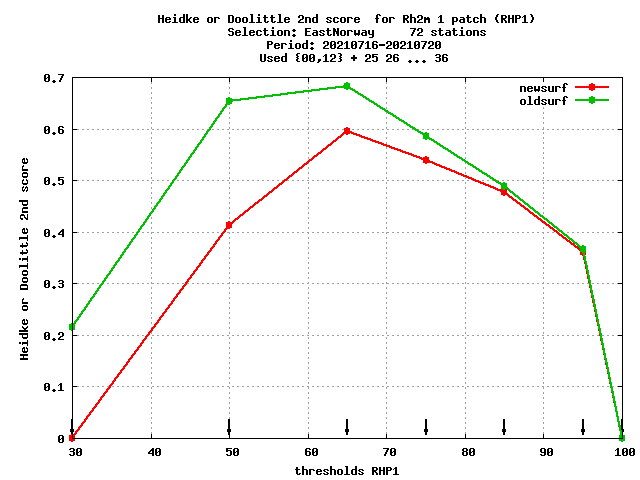 Heidke or Doolittle 2nd score  for Rh2m 1 patch (RHP1)
Selection: EastNorway     72 stations
Period: 20210716-20210720
Used {00,12} + 25 26 ... 36
newsurf
oldsurf
0.7
0.6
0.5
0.4
0.3
0.2
0.1
0
Heidke or Doolittle 2nd score
30 40 50 60 70 80 90 100
thresholds RHP1